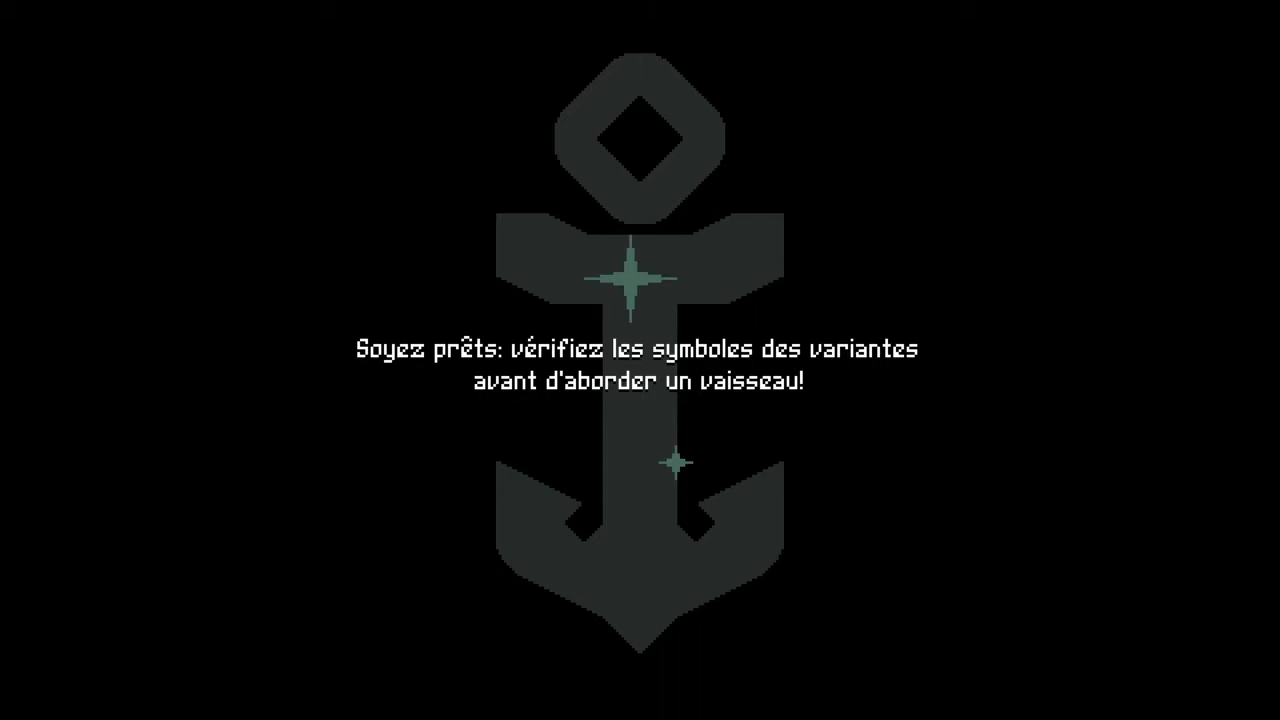 Soyez prêts: vérifiez les symboles des variantes
avant d'aborder un vaisseau!